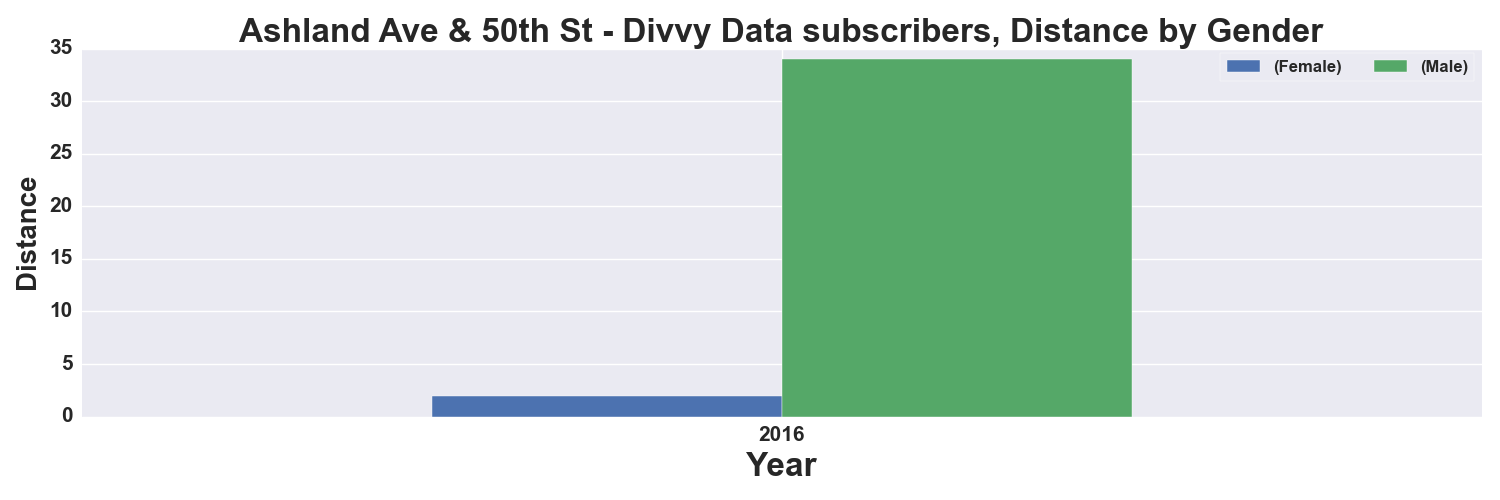 Ashland Ave & 50th St - Divvy Data subscribers, Distance by Gender
(Female) (Male)
35
30
25
20
15
10
5
0
Distance
2016
Year